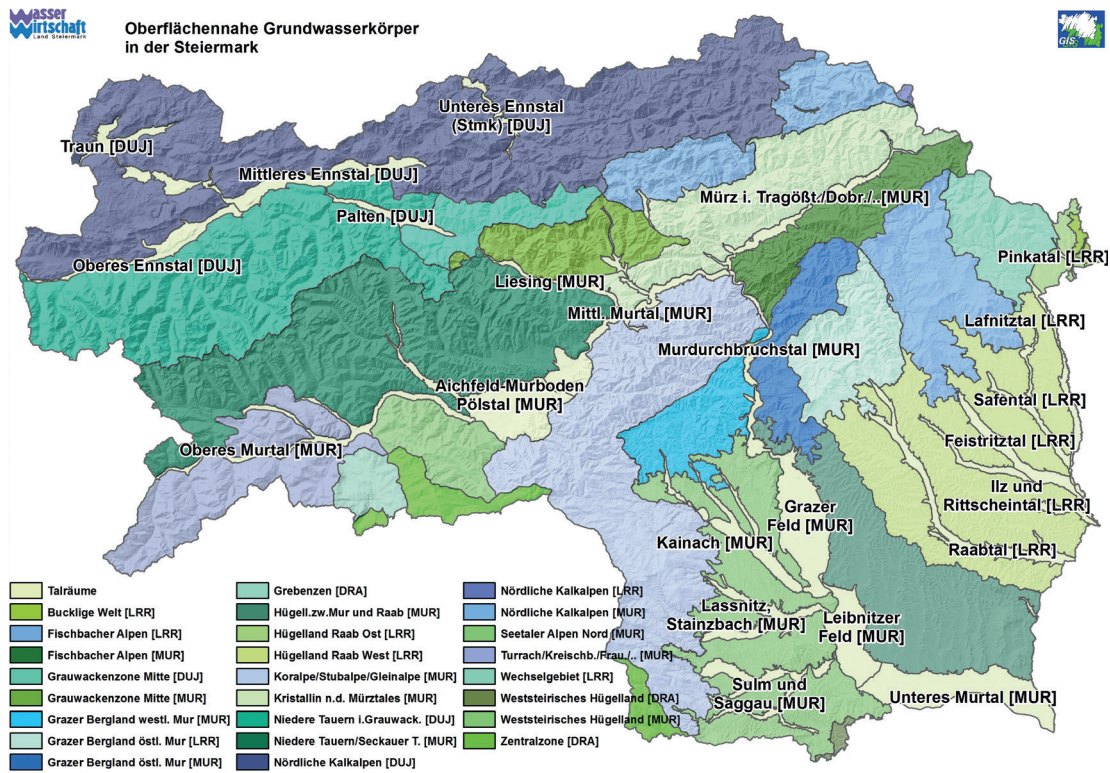 Wasser
Wirtschaft
Land Steiermark
Oberflächennahe Grundwasserkörper
in der Steiermark
GIS
Unteres Ennstal
(Stmk) [DUJ]
Traun [DUJ]
Mittleres Ennstal [DUJ]
Mürz i. Tragößt./Dobr./..[MUR]
Palten [DUJ]
Pinkatal [LRR]
Oberes Ennstal [DUJ]
Liesing [MUR]
Mittl. Murtal [MUR]
Lafnitztal [LRR]
Murdurchbruchstal [MUR]
Aichfeld-Murboden
Pölstal [MUR]
Safental [LRR]
Oberes Murtal [MUR]
Feistritztal [LRR]
Ilz und
Rittscheintal [LRR]
Grazer
Feld [MUR]
Kainach [MUR]
Raabtal [LRR]
Lassnitz,
Stainzbach [MUR]
Leibnitzer
Feld [MUR]
Sulm und
Saggau [MUR]
Unteres Murtal [MUR]
Talräume
Bucklige Welt [LRR]
Fischbacher Alpen [LRR]
Fischbacher Alpen [MUR]
Grauwackenzone Mitte [DUJ]
Grauwackenzone Mitte [MUR]
Grazer Bergland westl. Mur [MUR]
Grazer Bergland östl. Mur [LRR]
Grazer Bergland östl. Mur [MUR]
Grebenzen [DRA]
Hügell.zw.Mur und Raab [MUR]
Hügelland Raab Ost [LRR]
Hügelland Raab West [LRR]
Koralpe/Stubalpe/Gleinalpe [MUR]
Kristallin n.d. Mürztales [MUR]
Niedere Tauern i.Grauwack. [DUJ]
Niedere Tauern/Seckauer T. [MUR]
Nördliche Kalkalpen [DUJ]
Nördliche Kalkalpen [LRR]
Nördliche Kalkalpen [MUR]
Seetaler Alpen Nord [MUR]
Turrach/Kreischb./Frau./.. [MUR]
Wechselgebiet [LRR]
Weststeirisches Hügelland [DRA]
Weststeirisches Hügelland [MUR]
Zentralzone [DRA]